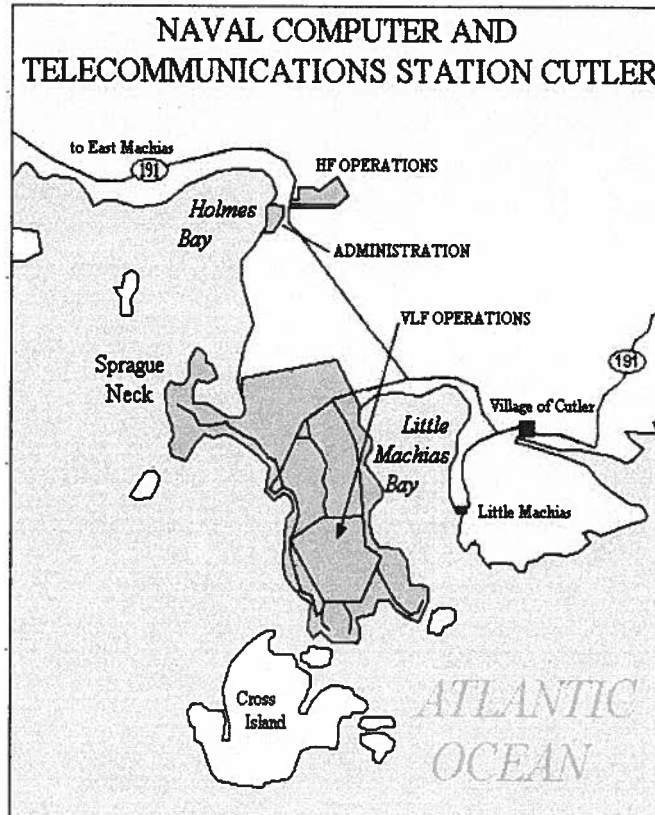 NAVAL COMPUTER AND
TELECOMMUNICATIONS STATION CUTLER
to East Machias
191
HF OPERATIONS
Holmes
Bay
ADMINISTRATION
VLF OPERATIONS
Sprague
Neck
191
Village of Cutler
Little
Machias
Bay
Little Machias
Cross
Island
ATLANTIC
OCEAN